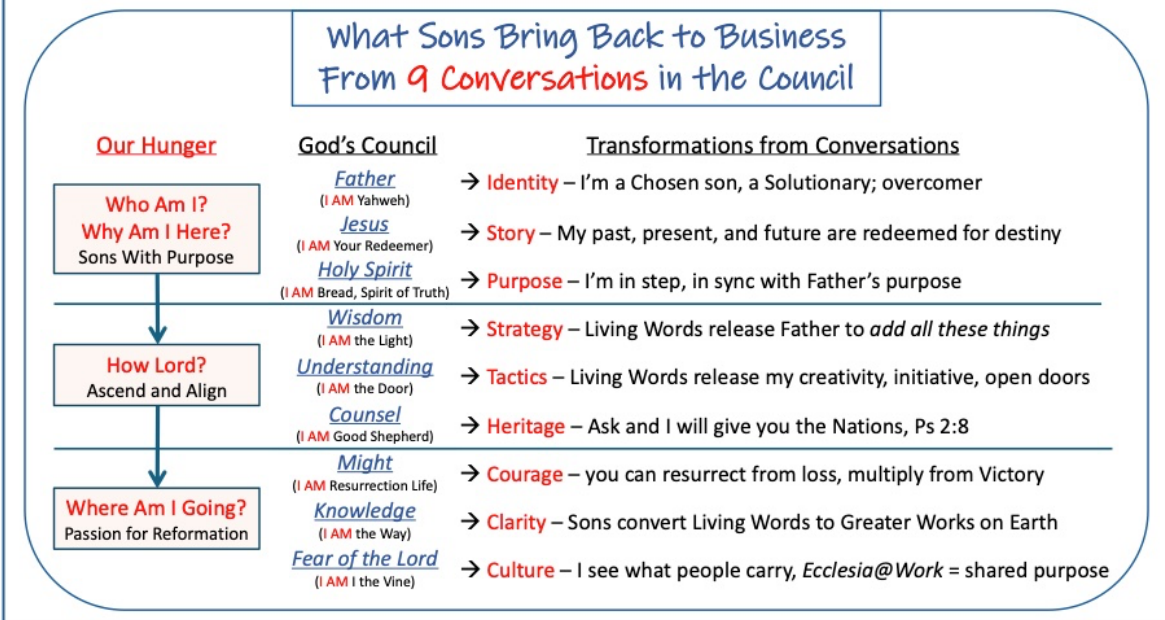 What Sons Bring Back to Business
From 9 Conversations in the Council
Our Hunger
God's Council
Transformations from Conversations
Who Am I?
Why Am I Here?
Sons With Purpose
Father
(I AM Yahweh)
→ Identity – I'm a Chosen son, a Solutionary; overcomer
Jesus
(I AM Your Redeemer)
→ Story – My past, present, and future are redeemed for destiny
Holy Spirit
(I AM Bread, Spirit of Truth)
→ Purpose – I'm in step, in sync with Father's purpose
How Lord?
Ascend and Align
Wisdom
(I AM the Light)
→ Strategy – Living Words release Father to add all these things
Understanding
(I AM the Door)
→ Tactics – Living Words release my creativity, initiative, open doors
Counsel
(I AM Good Shepherd)
→ Heritage – Ask and I will give you the Nations, Ps 2:8
Where Am I Going?
Passion for Reformation
Might
(I AM Resurrection Life)
→ Courage – you can resurrect from loss, multiply from Victory
Knowledge
(I AM the Way)
→ Clarity – Sons convert Living Words to Greater Works on Earth
Fear of the Lord
(I AM I the Vine)
→ Culture – I see what people carry, Ecclesia@Work = shared purpose